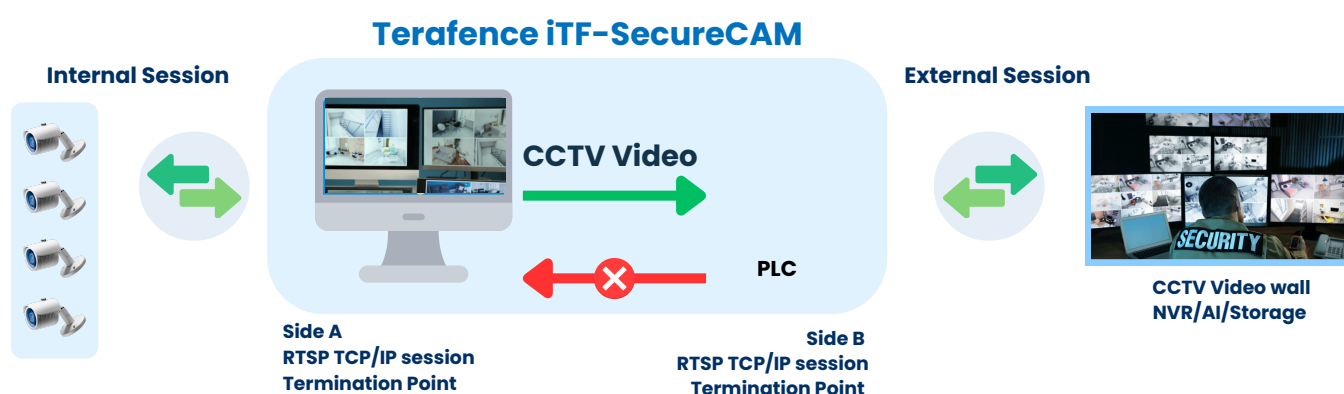 Terafence iTF-SecureCAM
Internal Session
External Session
CCTV Video
PLC
SECURITY
CCTV Video wall
NVR/AI/Storage
Side A
RTSP TCP/IP session
Termination Point
Side B
RTSP TCP/IP session
Termination Point